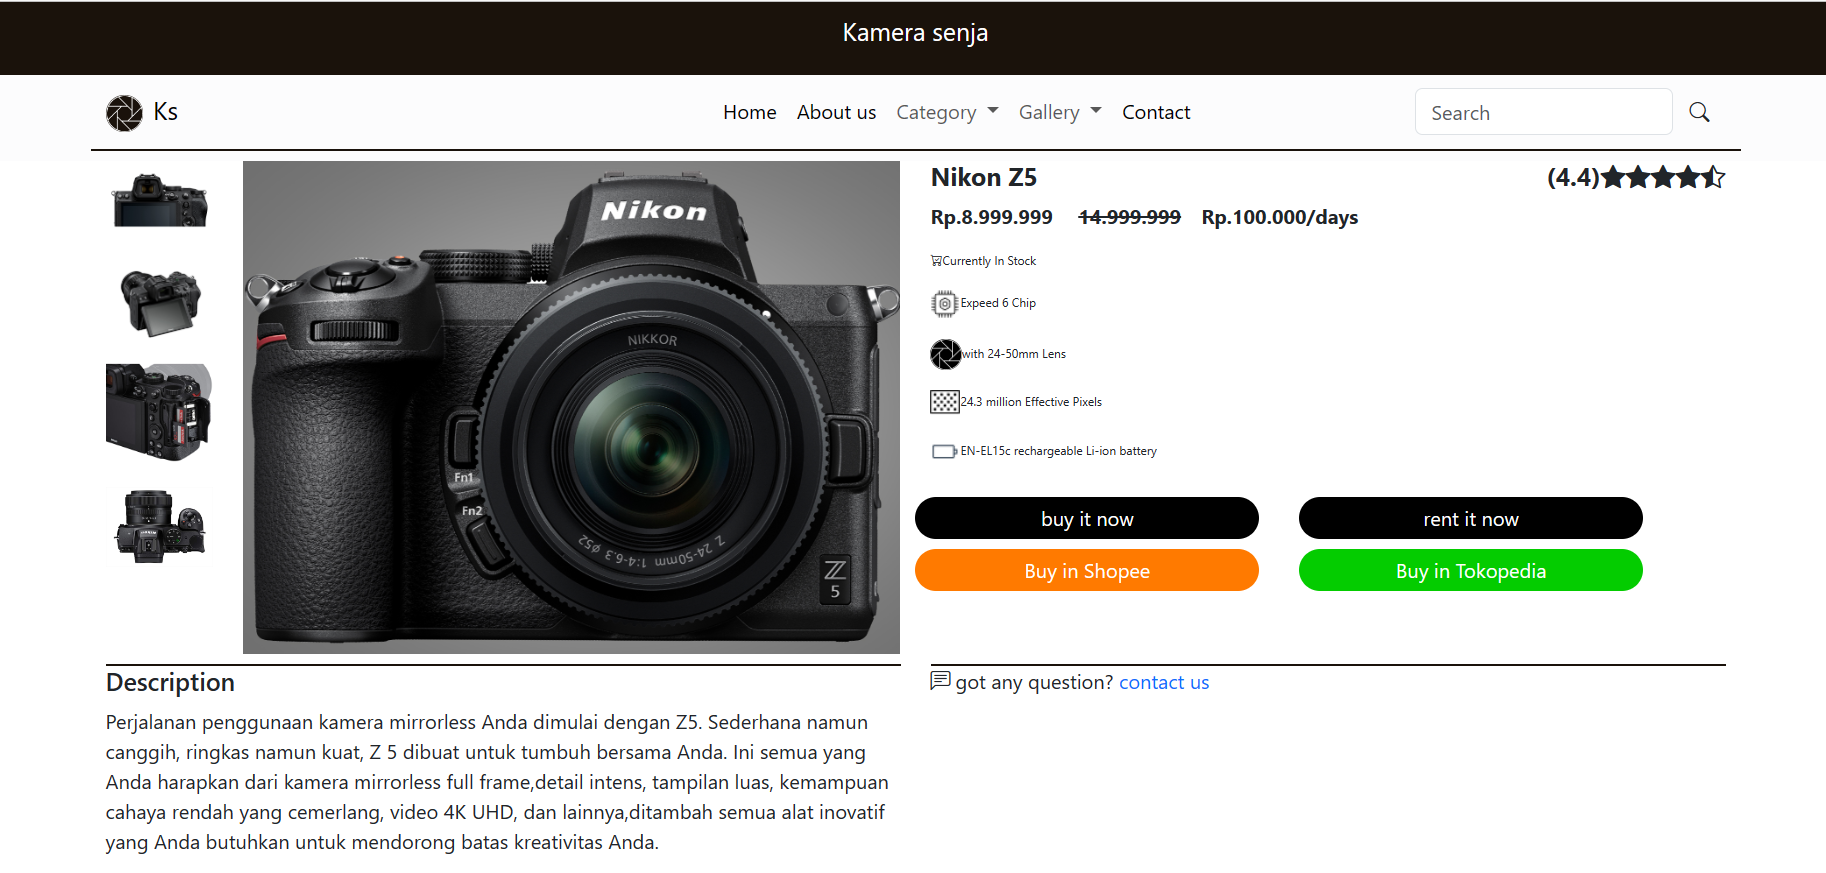 Kamera senja
Ks
Home About us Category Gallery Contact
Search
Nikon
NIKKOR
Fn1
Fn2
Z 24-50mm 1:4-6.3 ø52
Z
5
Nikon Z5
(4.4)
Rp.8.999.999 14.999.999 Rp.100.000/days
Currently In Stock
Expeed 6 Chip
with 24-50mm Lens
24.3 million Effective Pixels
EN-EL15c rechargeable Li-ion battery
buy it now
rent it now
Buy in Shopee
Buy in Tokopedia
Description
Perjalanan penggunaan kamera mirrorless Anda dimulai dengan Z5. Sederhana namun
canggih, ringkas namun kuat, Z 5 dibuat untuk tumbuh bersama Anda. Ini semua yang
Anda harapkan dari kamera mirrorless full frame,detail intens, tampilan luas, kemampuan
cahaya rendah yang cemerlang, video 4K UHD, dan lainnya,ditambah semua alat inovatif
yang Anda butuhkan untuk mendorong batas kreativitas Anda.
got any question? contact us